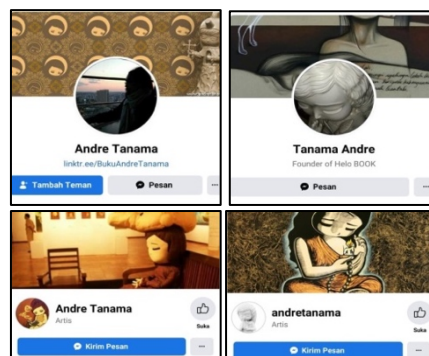 Andre Tanama
linktr.ee/BukuAndreTanama
Tambah Teman
Pesan
Tanama Andre
Founder of Helo BOOK
Pesan
Andre Tanama
Artis
Suka
Kirim Pesan
andretanama
Artis
Suka
Kirim Pesan